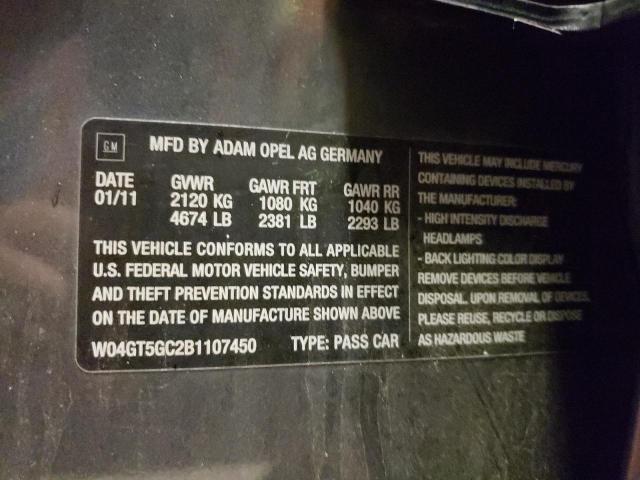 GM
MFD BY ADAM OPEL AG GERMANY
DATE GVWR GAWR FRT GAWR RR
01/11 2120 KG 1080 KG 1040 KG
4674 LB 2381 LB 2293 LB
THIS VEHICLE CONFORMS TO ALL APPLICABLE
U.S. FEDERAL MOTOR VEHICLE SAFETY, BUMPER
AND THEFT PREVENTION STANDARDS IN EFFECT
ON THE DATE OF MANUFACTURE SHOWN ABOVE
W04GT5GC2B1107450 TYPE: PASS CAR
THIS VEHICLE MAY INCLUDE MERCURY
CONTAINING DEVICES INSTALLED BY
THE MANUFACTURER:
- HIGH INTENSITY DISCHARGE
HEADLAMPS
- BACK LIGHTING COLOR DISPLAY
REMOVE DEVICES BEFORE VEHICLE
DISPOSAL. UPON REMOVAL OF DEVICES,
PLEASE REUSE, RECYCLE OR DISPOSE
AS HAZARDOUS WASTE